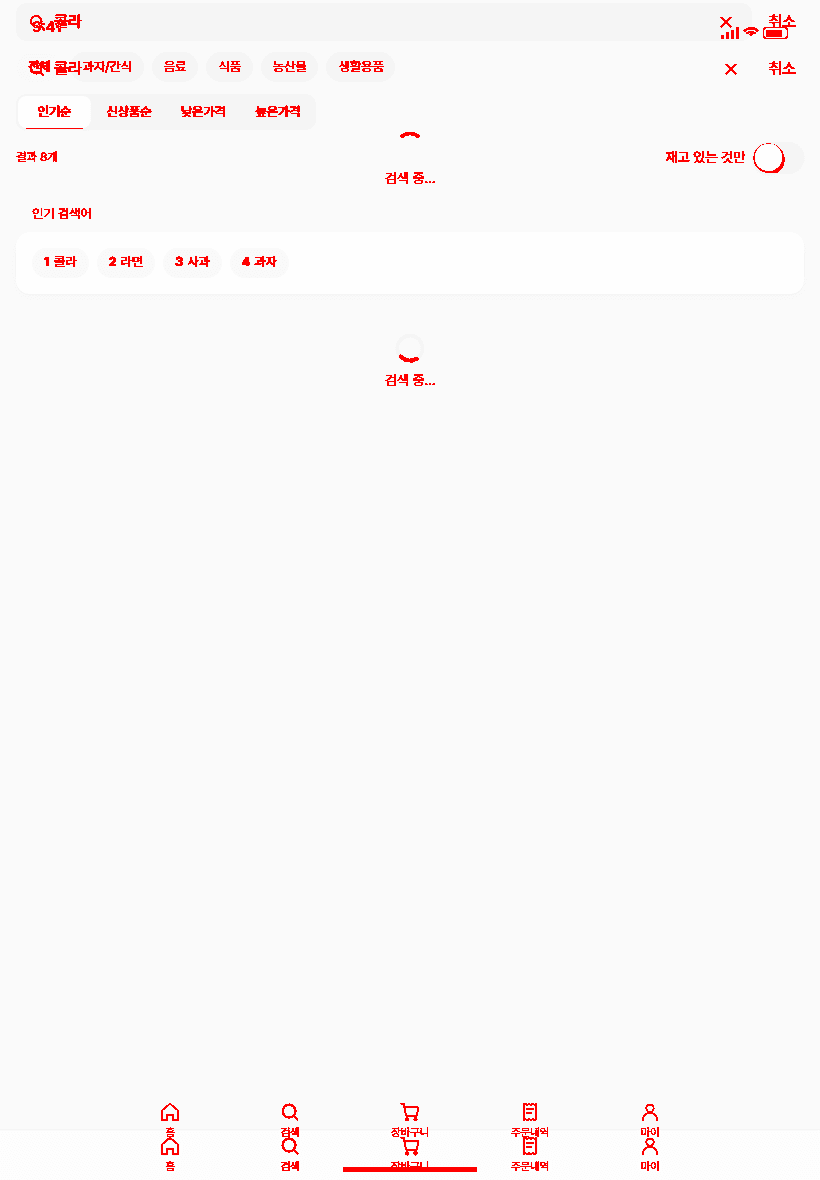 콜라 취소
9:41
전체 콜라 과자/간식 음료 식품 농산물 생활용품 취소
인기순 신상품순 낮은가격 높은가격
결과 8개 재고 있는 것만
검색 중...
인기 검색어
1 콜라 2 라면 3 사과 4 과자
검색 중...
홈 검색 장바구니 주문내역 마이
홈 검색 장바구니 주문내역 마이